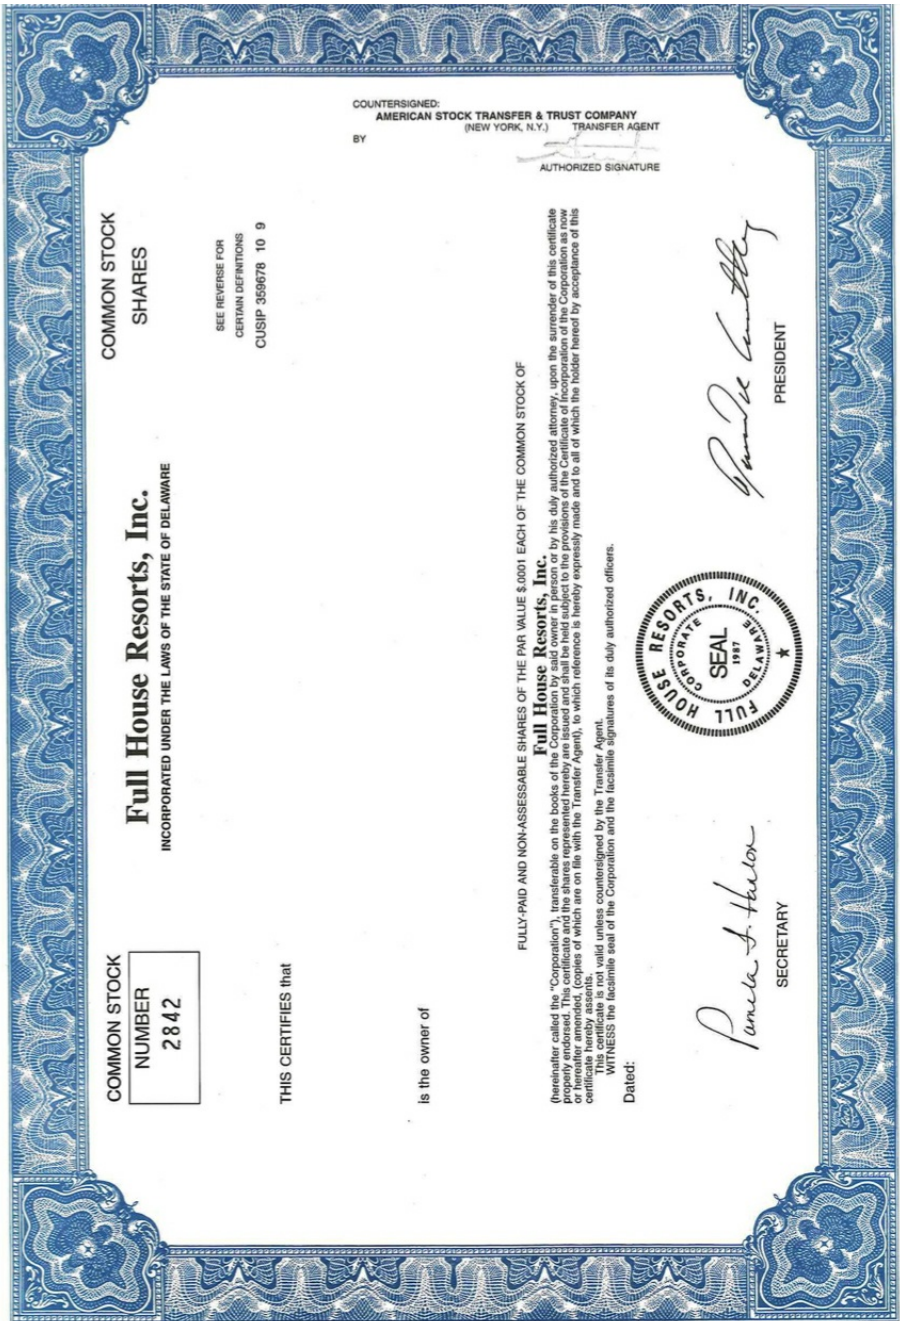 COMMON STOCK
NUMBER
2842
Full House Resorts, Inc.
INCORPORATED UNDER THE LAWS OF THE STATE OF DELAWARE
COMMON STOCK
SHARES
SEE REVERSE FOR
CERTAIN DEFINITIONS
CUSIP 359678 10 9
THIS CERTIFIES that
is the owner of
FULLY-PAID AND NON-ASSESSABLE SHARES OF THE PAR VALUE $.0001 EACH OF THE COMMON STOCK OF
Full House Resorts, Inc.
(hereinafter called the "Corporation"), transferable on the books of the Corporation by said owner in person or by his duly authorized attorney, upon the surrender of this certificate
properly endorsed. This certificate and the shares represented hereby are issued and shall be held subject to the provisions of the Certificate of Incorporation of the Corporation as now
or hereafter amended, (copies of which are on file with the Transfer Agent), to which reference is hereby expressly made and to all of which the holder hereof by acceptance of this
certificate hereby assents.
This certificate is not valid unless countersigned by the Transfer Agent.
WITNESS the facsimile seal of the Corporation and the facsimile signatures of its duly authorized officers.
Dated:
Pamela
SECRETARY
FULL HOUSE RESORTS, INC.
CORPORATE
SEAL
1987
DELAWARE
PRESIDENT
COUNTERSIGNED:
AMERICAN STOCK TRANSFER & TRUST COMPANY
(NEW YORK, N.Y.) TRANSFER AGENT
BY
AUTHORIZED SIGNATURE